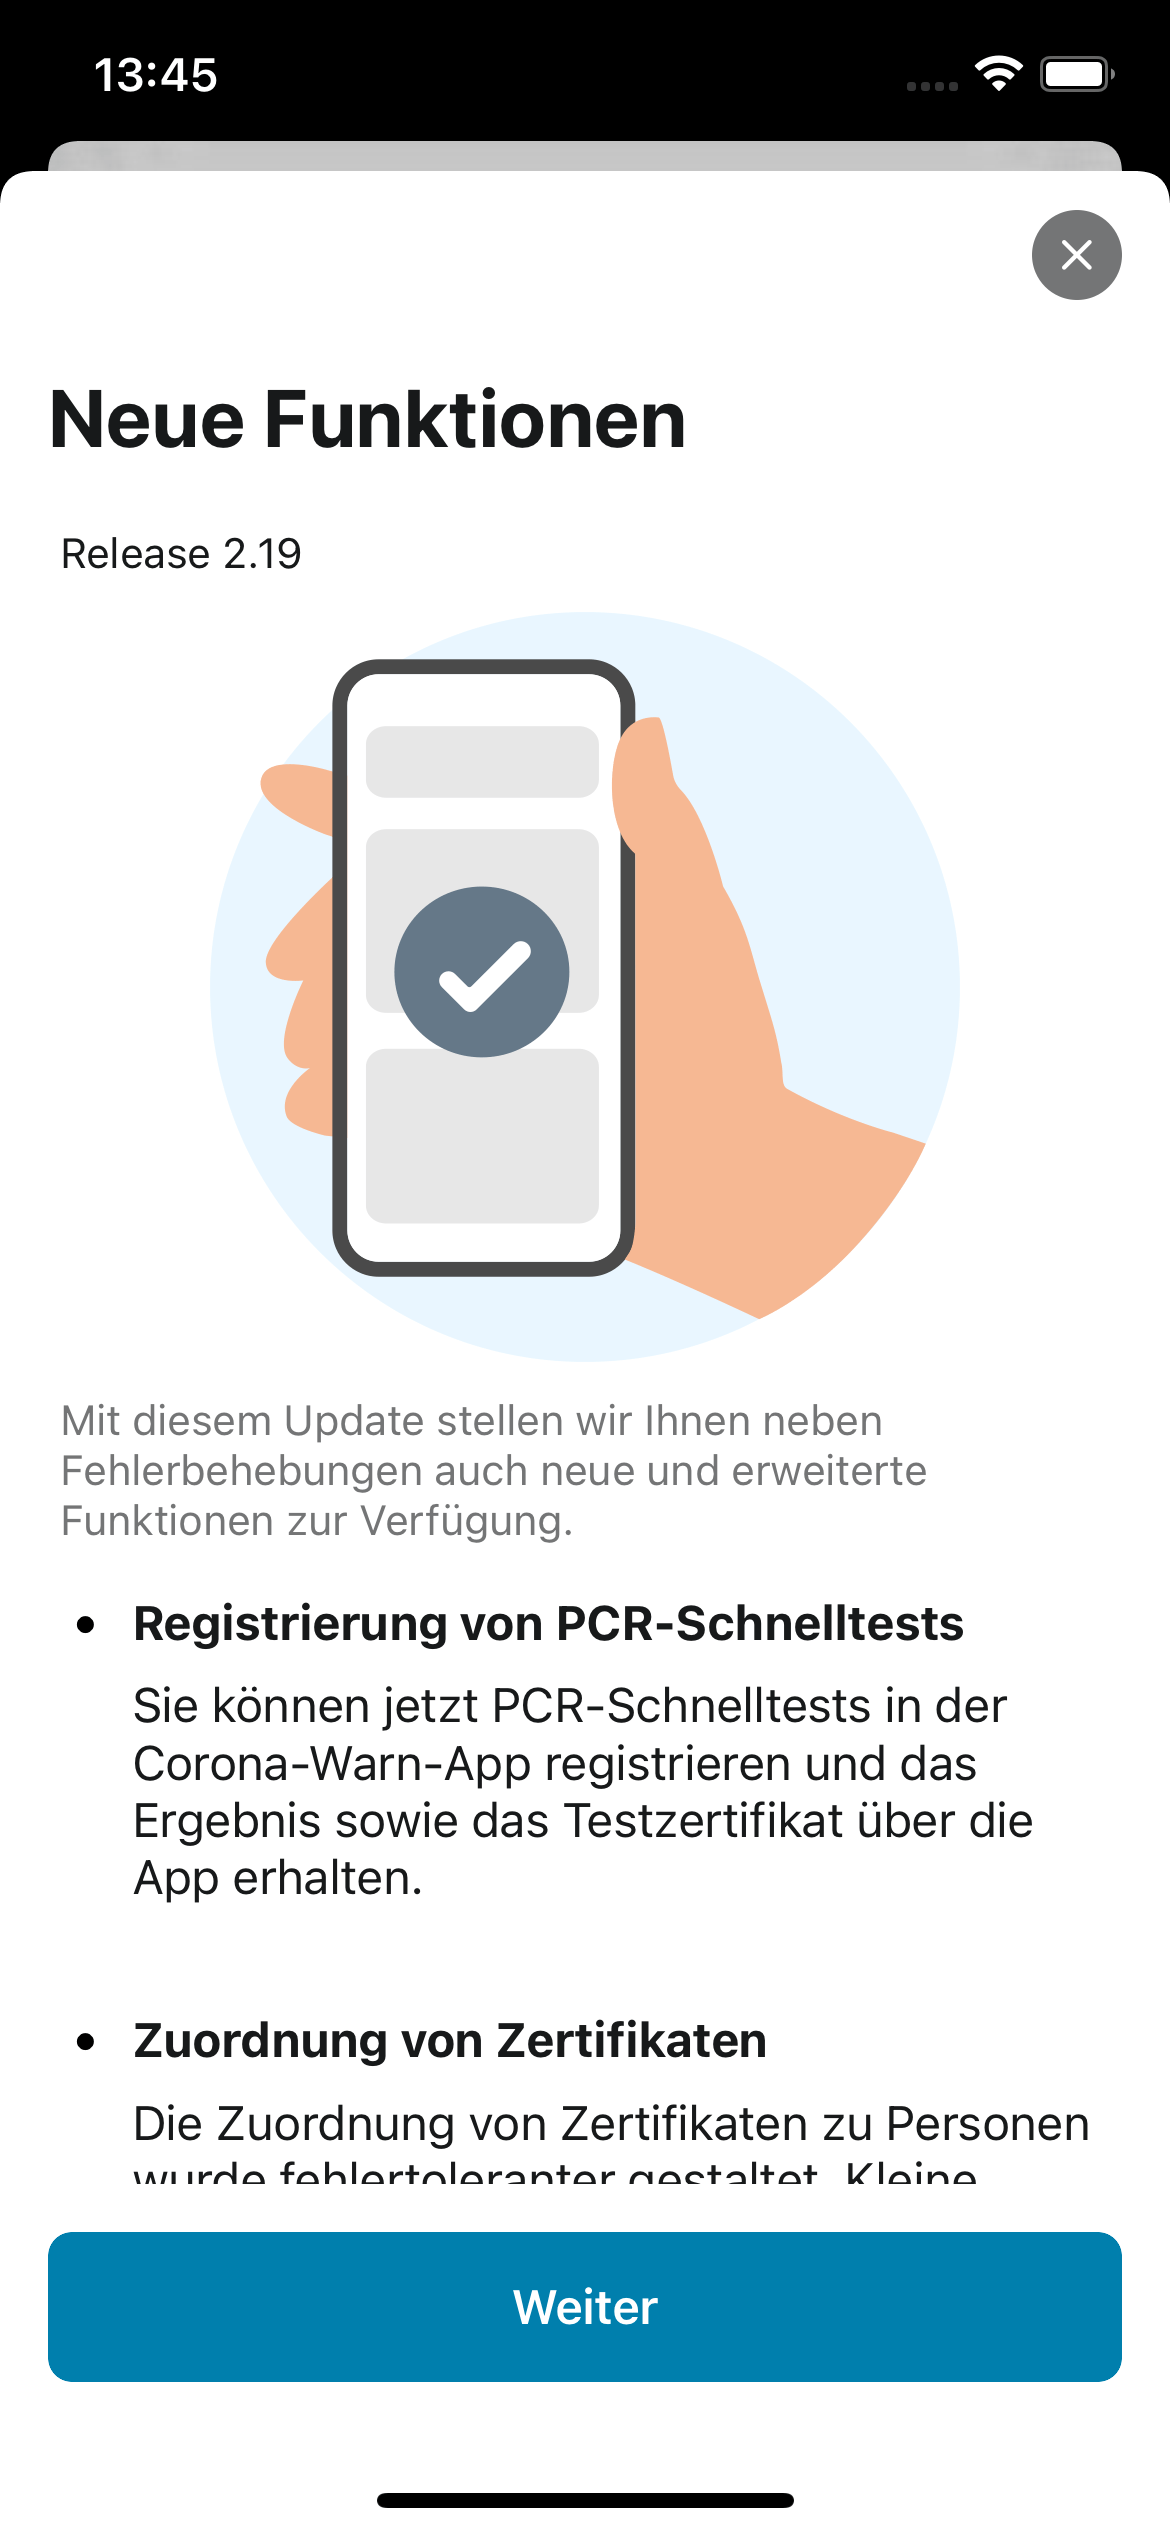 13:45
Neue Funktionen
Release 2.19
Mit diesem Update stellen wir Ihnen neben
Fehlerbehebungen auch neue und erweiterte
Funktionen zur Verfügung.
• Registrierung von PCR-Schnelltests
Sie können jetzt PCR-Schnelltests in der
Corona-Warn-App registrieren und das
Ergebnis sowie das Testzertifikat über die
App erhalten.
• Zuordnung von Zertifikaten
Die Zuordnung von Zertifikaten zu Personen
wurde fehlertoleranter gestaltet. Kleine
Weiter